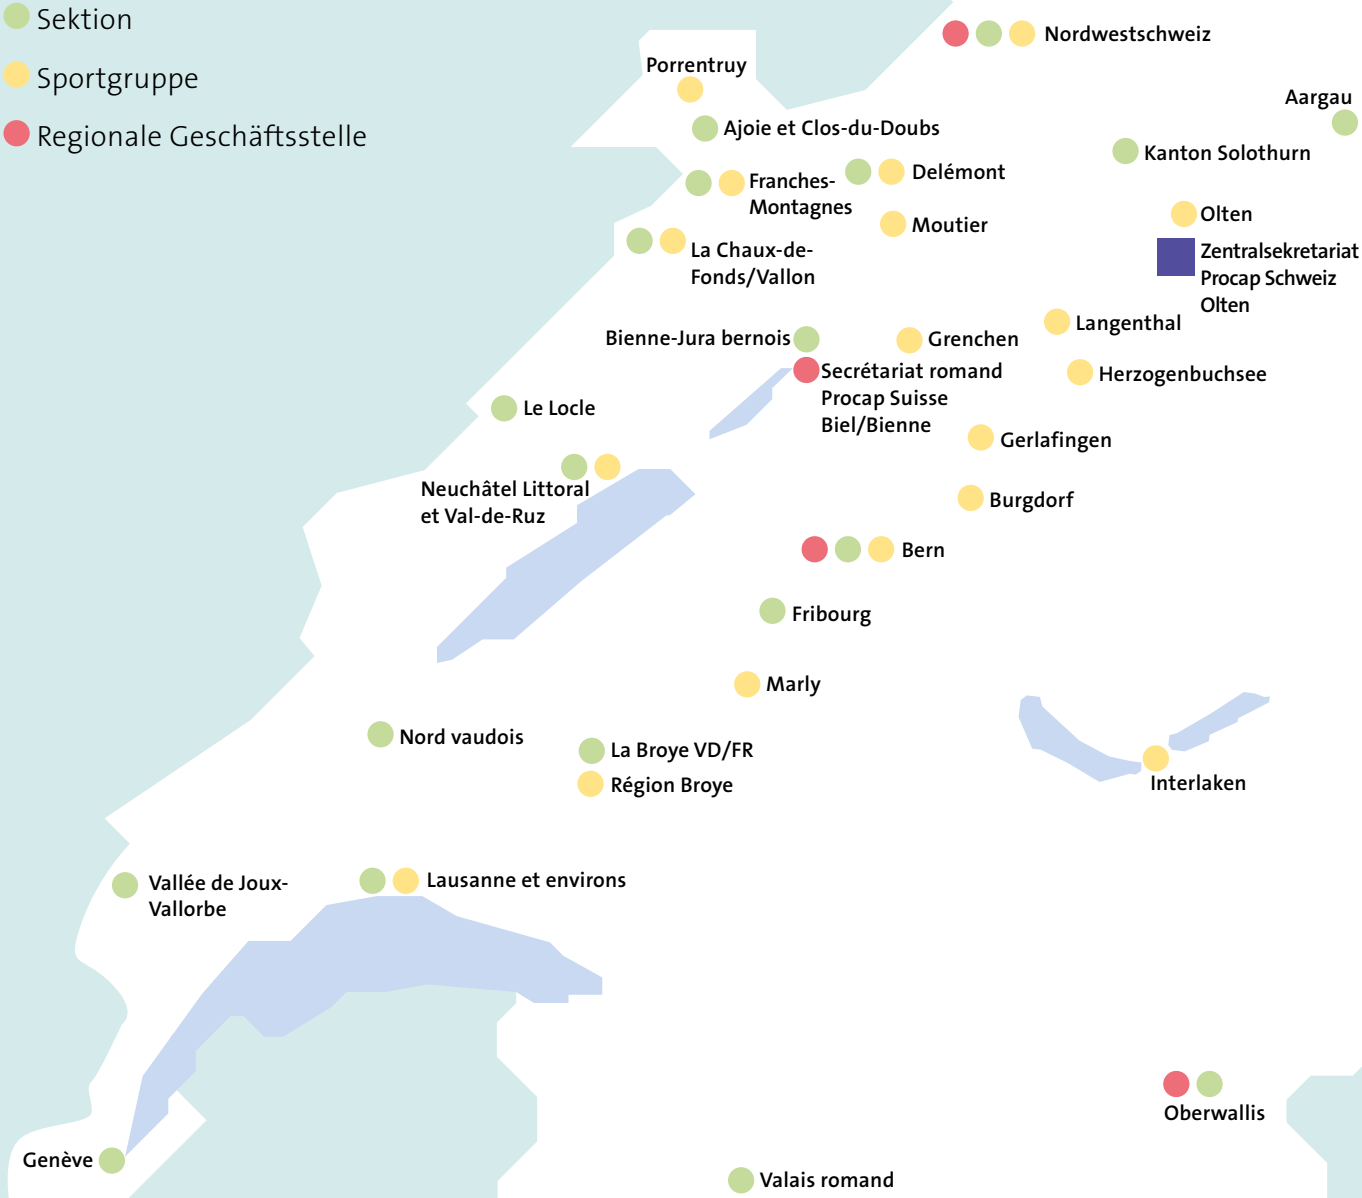 Sektion
Sportgruppe
Regionale Geschäftsstelle
Nordwestschweiz
Porrentruy
Aargau
Ajoie et Clos-du-Doubs
Kanton Solothurn
Franches-
Montagnes
Delémont
Moutier
Olten
La Chaux-de-
Fonds/Vallon
Zentralsekretariat
Procap Schweiz
Olten
Langenthal
Bienne-Jura bernois
Grenchen
Secrétariat romand
Procap Suisse
Biel/Bienne
Herzogenbuchsee
Le Locle
Gerlafingen
Neuchâtel Littoral
et Val-de-Ruz
Burgdorf
Bern
Fribourg
Marly
Nord vaudois
La Broye VD/FR
Région Broye
Interlaken
Vallée de Joux-
Vallorbe
Lausanne et environs
Oberwallis
Genève
Valais romand